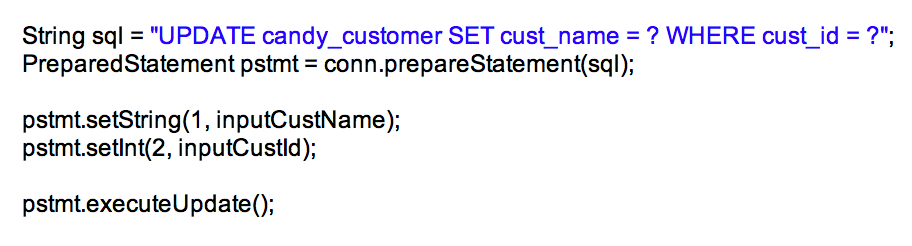 String sql = "UPDATE candy_customer SET cust_name = ? WHERE cust_id = ?";
PreparedStatement pstmt = conn.prepareStatement(sql);
pstmt.setString(1, inputCustName);
pstmt.setInt(2, inputCustId);
pstmt.executeUpdate();